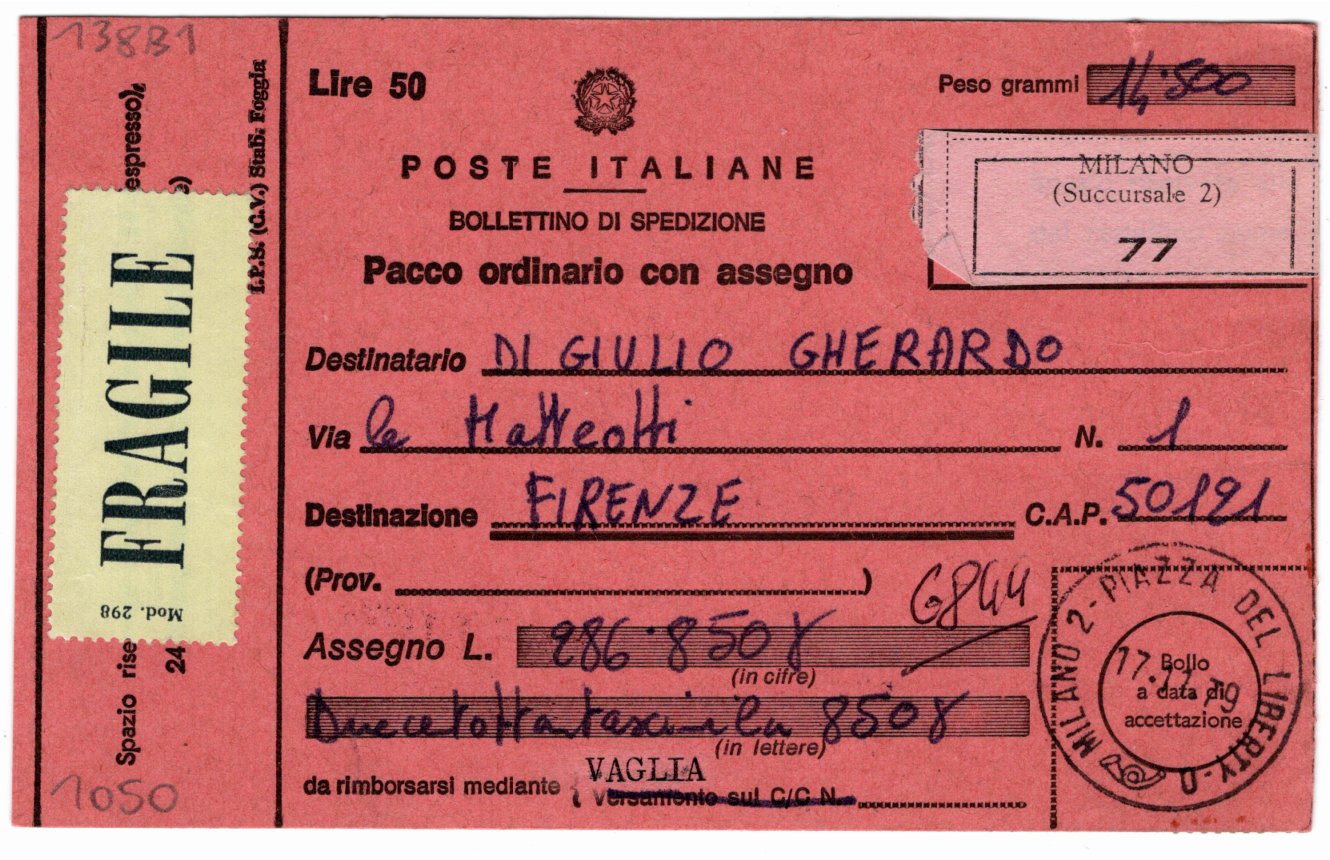 13881
Lire 50
Peso grammi 14.500
POSTE ITALIANE
MILANO
(Succursale 2)
77
BOLLETTINO DI SPEDIZIONE
Pacco ordinario con assegno
Destinatario DI GIULIO GHERARDO
Via le Matteotti N. 1
Destinazione FIRENZE C.A.P. 50121
(Prov. )
6844
Assegno L. 286.850
(in cifre)
850
(in lettere)
da rimborsarsi mediante { VAGLIA
Versamento sul C/C N.
MILANO 2 - PIAZZA DEL LIBERTY - D
Bollo
a data di
accettazione
FRAGILE
Mod. 298
Spazio rise
espresso)
24
I.P.S. (G.V.) Stab. Foggia
1050